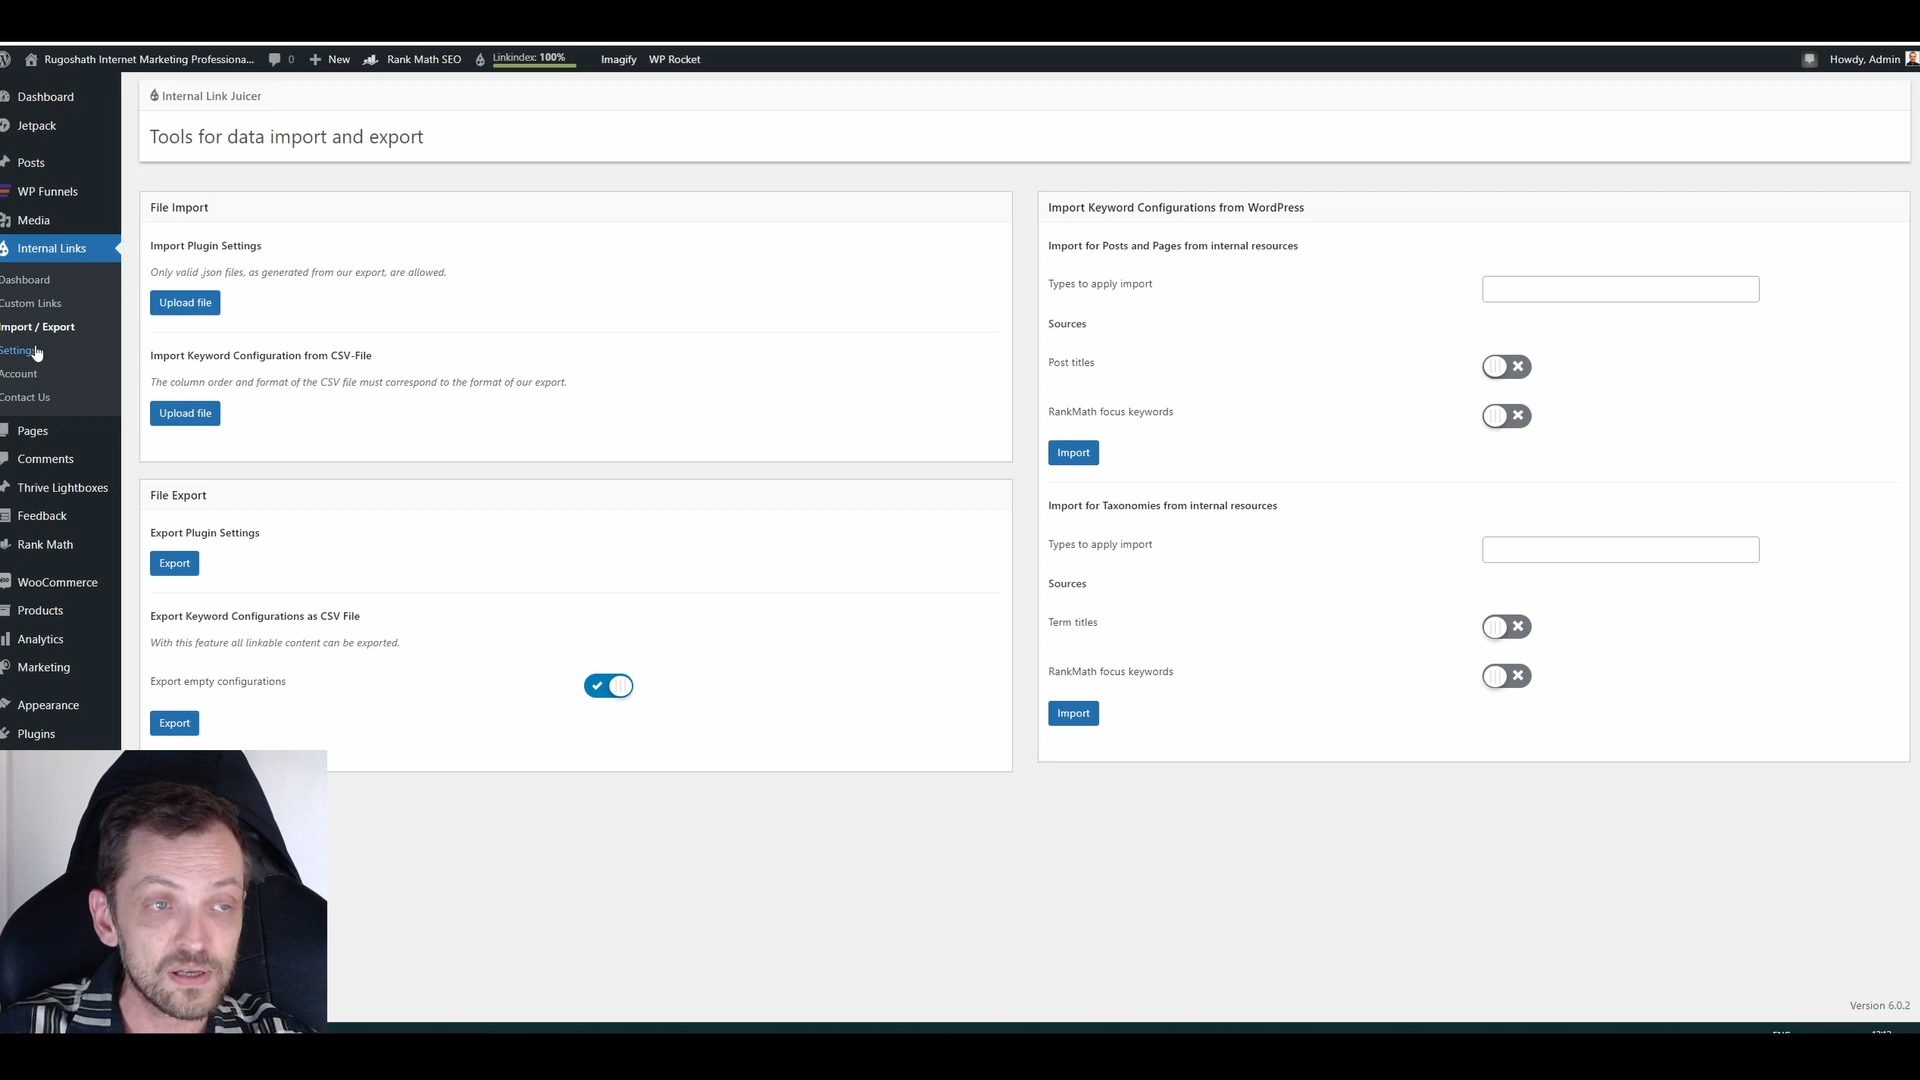 Rugoshath Internet Marketing Professiona... 0 New Rank Math SEO Linkindex: 100% Imagify WP Rocket Howdy, Admin
Dashboard
Jetpack
Posts
WP Funnels
Media
Internal Links
Dashboard
Custom Links
Import / Export
Settings
Account
Contact Us
Pages
Comments
Thrive Lightboxes
Feedback
Rank Math
WooCommerce
Products
Analytics
Marketing
Appearance
Plugins
Internal Link Juicer
Tools for data import and export
File Import
Import Plugin Settings
Only valid .json files, as generated from our export, are allowed.
Upload file
Import Keyword Configuration from CSV-File
The column order and format of the CSV file must correspond to the format of our export.
Upload file
File Export
Export Plugin Settings
Export
Export Keyword Configurations as CSV File
With this feature all linkable content can be exported.
Export empty configurations
Export
Import Keyword Configurations from WordPress
Import for Posts and Pages from internal resources
Types to apply import
Sources
Post titles
RankMath focus keywords
Import
Import for Taxonomies from internal resources
Types to apply import
Sources
Term titles
RankMath focus keywords
Import
Version 6.0.2